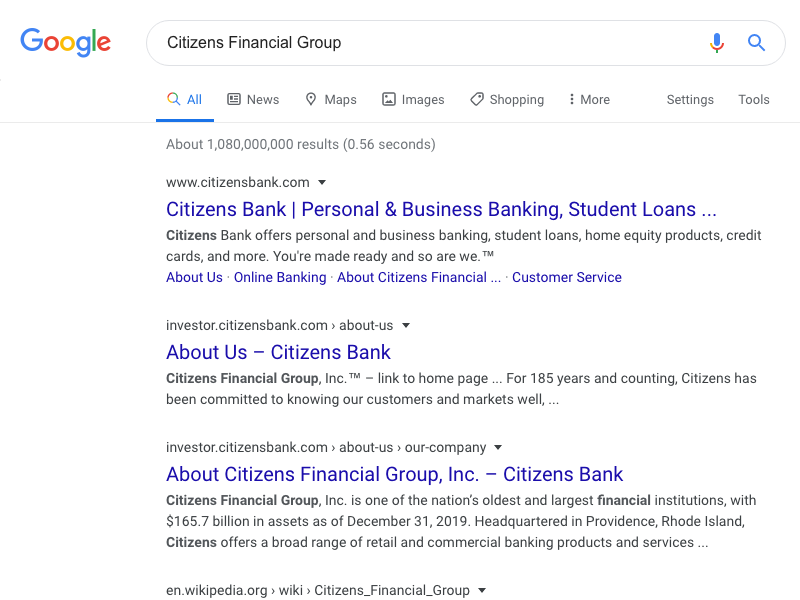 Google
Citizens Financial Group
All News Maps Images Shopping More Settings Tools
About 1,080,000,000 results (0.56 seconds)
www.citizensbank.com
Citizens Bank | Personal & Business Banking, Student Loans ...
Citizens Bank offers personal and business banking, student loans, home equity products, credit
cards, and more. You're made ready and so are we.™
About Us · Online Banking · About Citizens Financial ... · Customer Service
investor.citizensbank.com › about-us
About Us – Citizens Bank
Citizens Financial Group, Inc.™ – link to home page ... For 185 years and counting, Citizens has
been committed to knowing our customers and markets well, ...
investor.citizensbank.com › about-us › our-company
About Citizens Financial Group, Inc. – Citizens Bank
Citizens Financial Group, Inc. is one of the nation's oldest and largest financial institutions, with
$165.7 billion in assets as of December 31, 2019. Headquartered in Providence, Rhode Island,
Citizens offers a broad range of retail and commercial banking products and services ...
en.wikipedia.org › wiki › Citizens_Financial_Group